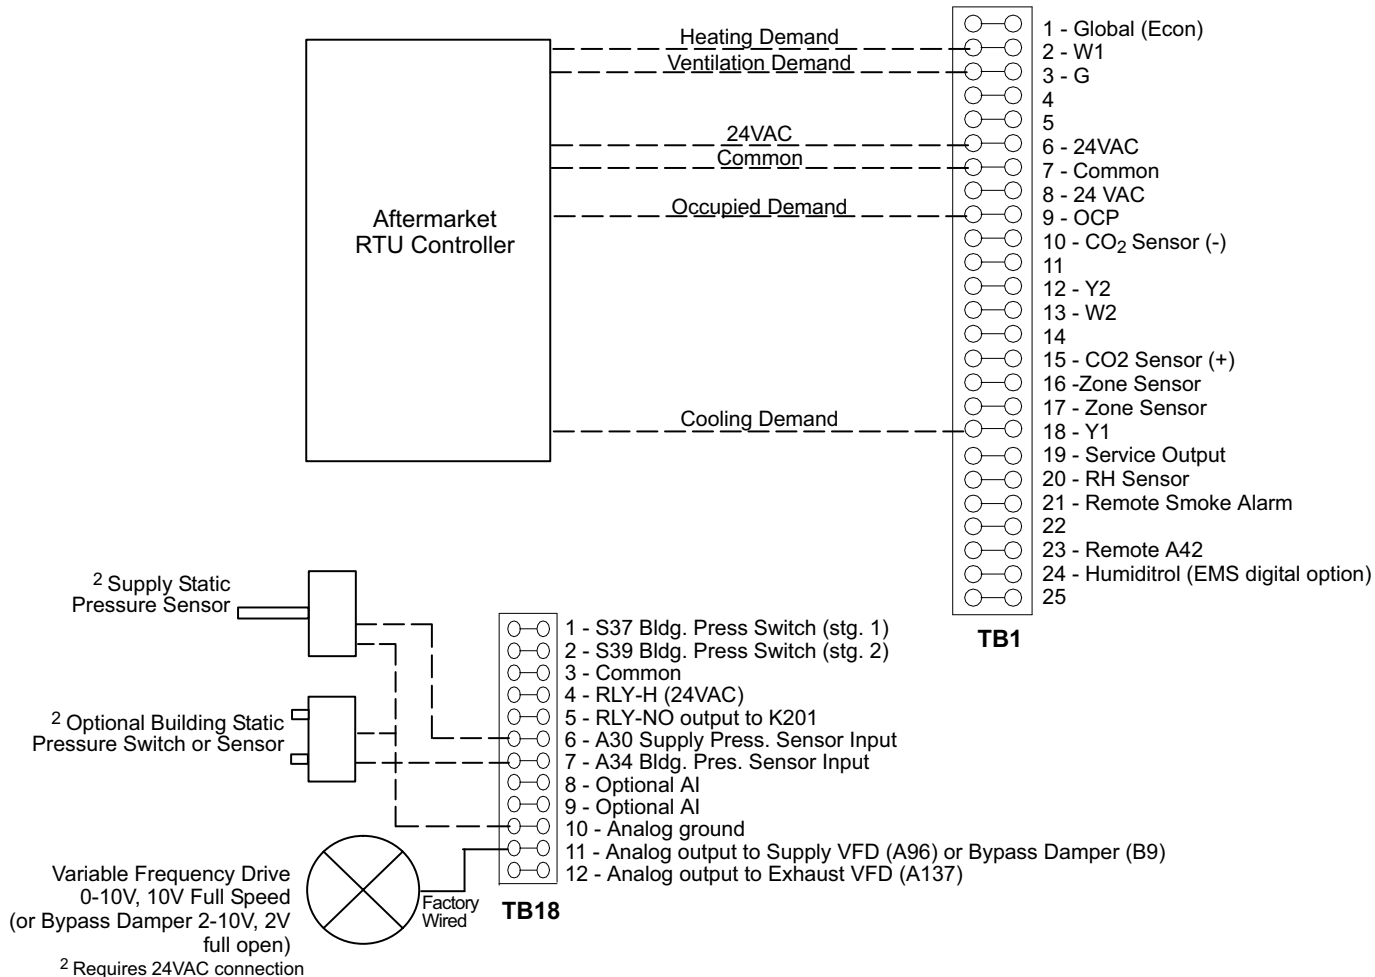 Heating Demand
Ventilation Demand
24VAC
Common
Occupied Demand
Cooling Demand
Aftermarket
RTU Controller
1 - Global (Econ)
2 - W1
3 - G
4
5
6 - 24VAC
7 - Common
8 - 24 VAC
9 - OCP
10 - CO2 Sensor (-)
11
12 - Y2
13 - W2
14
15 - CO2 Sensor (+)
16 -Zone Sensor
17 - Zone Sensor
18 - Y1
19 - Service Output
20 - RH Sensor
21 - Remote Smoke Alarm
22
23 - Remote A42
24 - Humiditrol (EMS digital option)
25
TB1
2 Supply Static
Pressure Sensor
2 Optional Building Static
Pressure Switch or Sensor
1 - S37 Bldg. Press Switch (stg. 1)
2 - S39 Bldg. Press Switch (stg. 2)
3 - Common
4 - RLY-H (24VAC)
5 - RLY-NO output to K201
6 - A30 Supply Press. Sensor Input
7 - A34 Bldg. Pres. Sensor Input
8 - Optional AI
9 - Optional AI
10 - Analog ground
11 - Analog output to Supply VFD (A96) or Bypass Damper (B9)
12 - Analog output to Exhaust VFD (A137)
TB18
Factory
Wired
Variable Frequency Drive
0-10V, 10V Full Speed
(or Bypass Damper 2-10V, 2V
full open)
2 Requires 24VAC connection